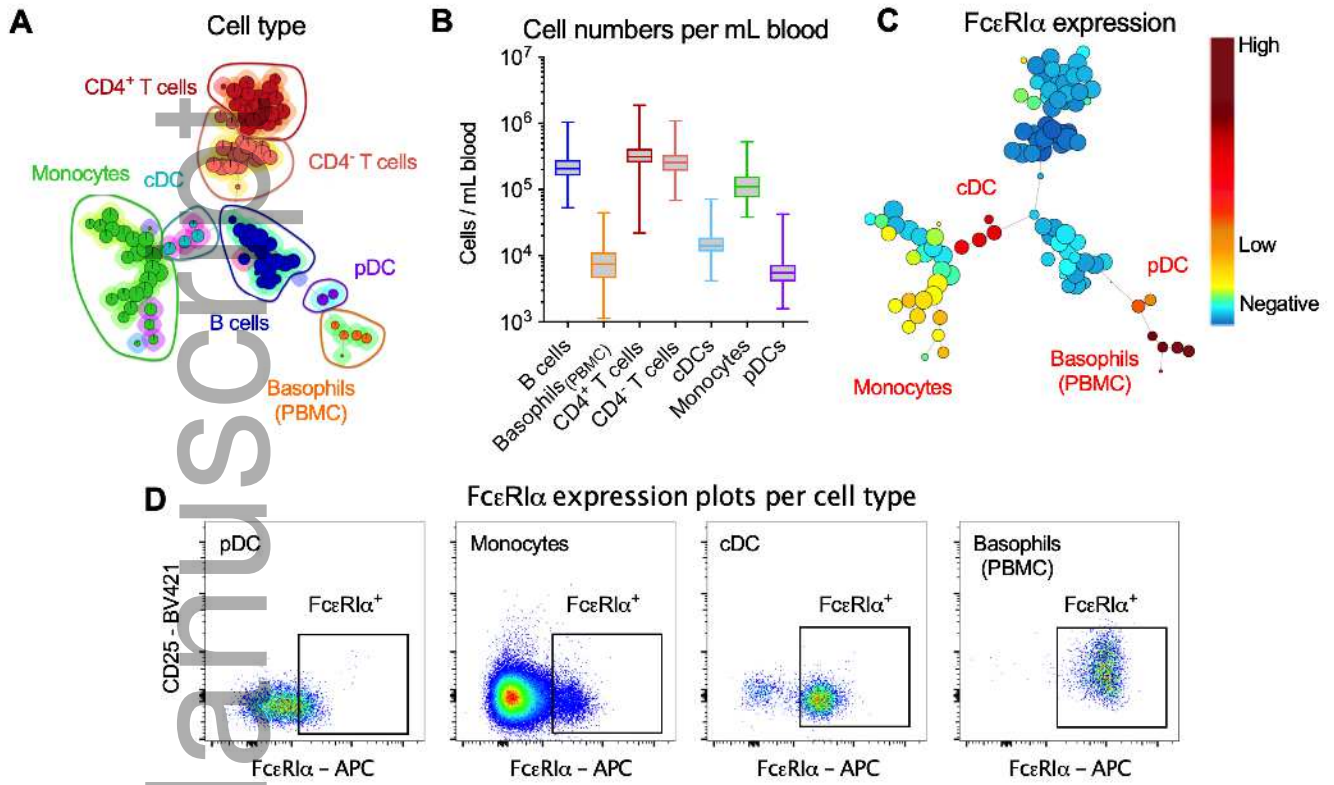 A
Cell type
CD4+ T cells
CD4- T cells
Monocytes
cDC
pDC
B cells
Basophils
(PBMC)
B
Cell numbers per mL blood
Cells / mL blood
10^7
10^6
10^5
10^4
10^3
B cells
Basophils (PBMC)
CD4+ T cells
CD4- T cells
cDCs
Monocytes
pDCs
C
FcεRIα expression
High
Low
Negative
cDC
Monocytes
pDC
Basophils
(PBMC)
D
FcεRIα expression plots per cell type
CD25 - BV421
pDC
FcεRIα+
FcεRIα – APC
Monocytes
FcεRIα+
FcεRIα – APC
cDC
FcεRIα+
FcεRIα – APC
Basophils
(PBMC)
FcεRIα+
FcεRIα – APC
anuscript